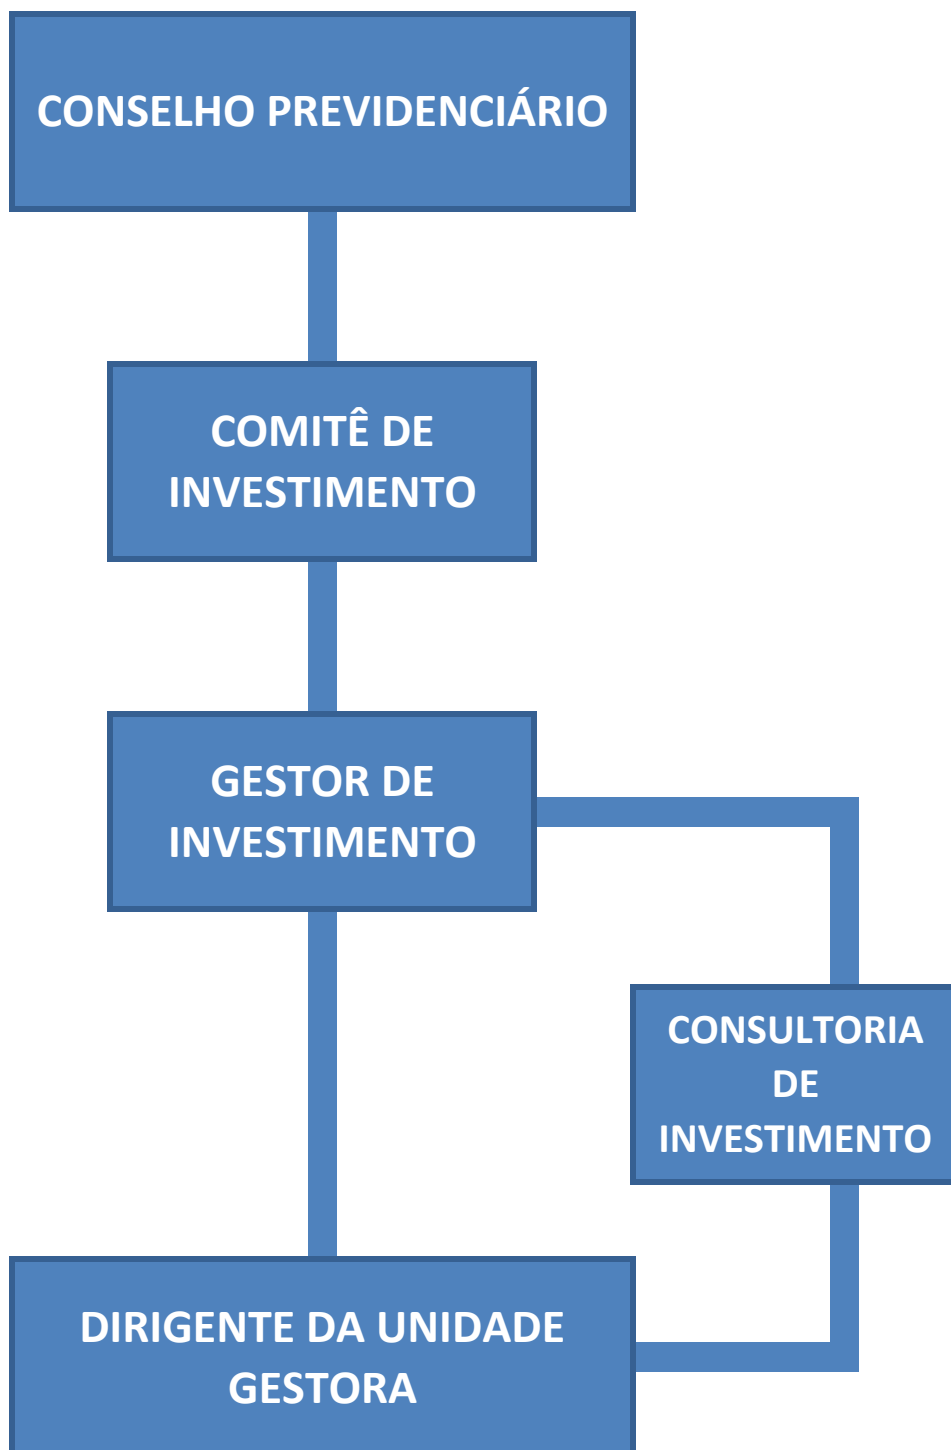 CONSELHO PREVIDENCIÁRIO
COMITÊ DE
INVESTIMENTO
GESTOR DE
INVESTIMENTO
CONSULTORIA
DE
INVESTIMENTO
DIRIGENTE DA UNIDADE
GESTORA